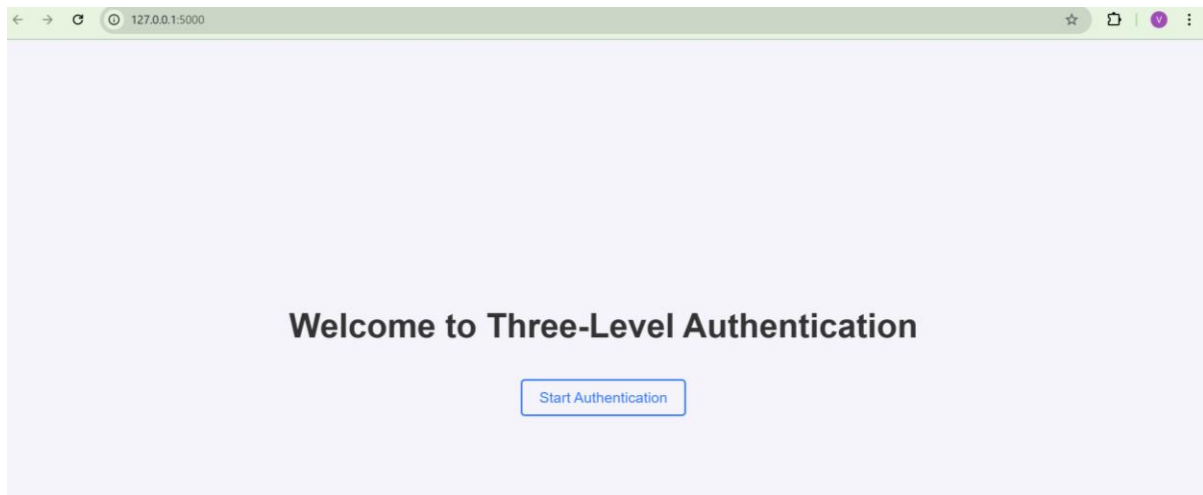 127.0.0.1:5000
V
Welcome to Three-Level Authentication
Start Authentication